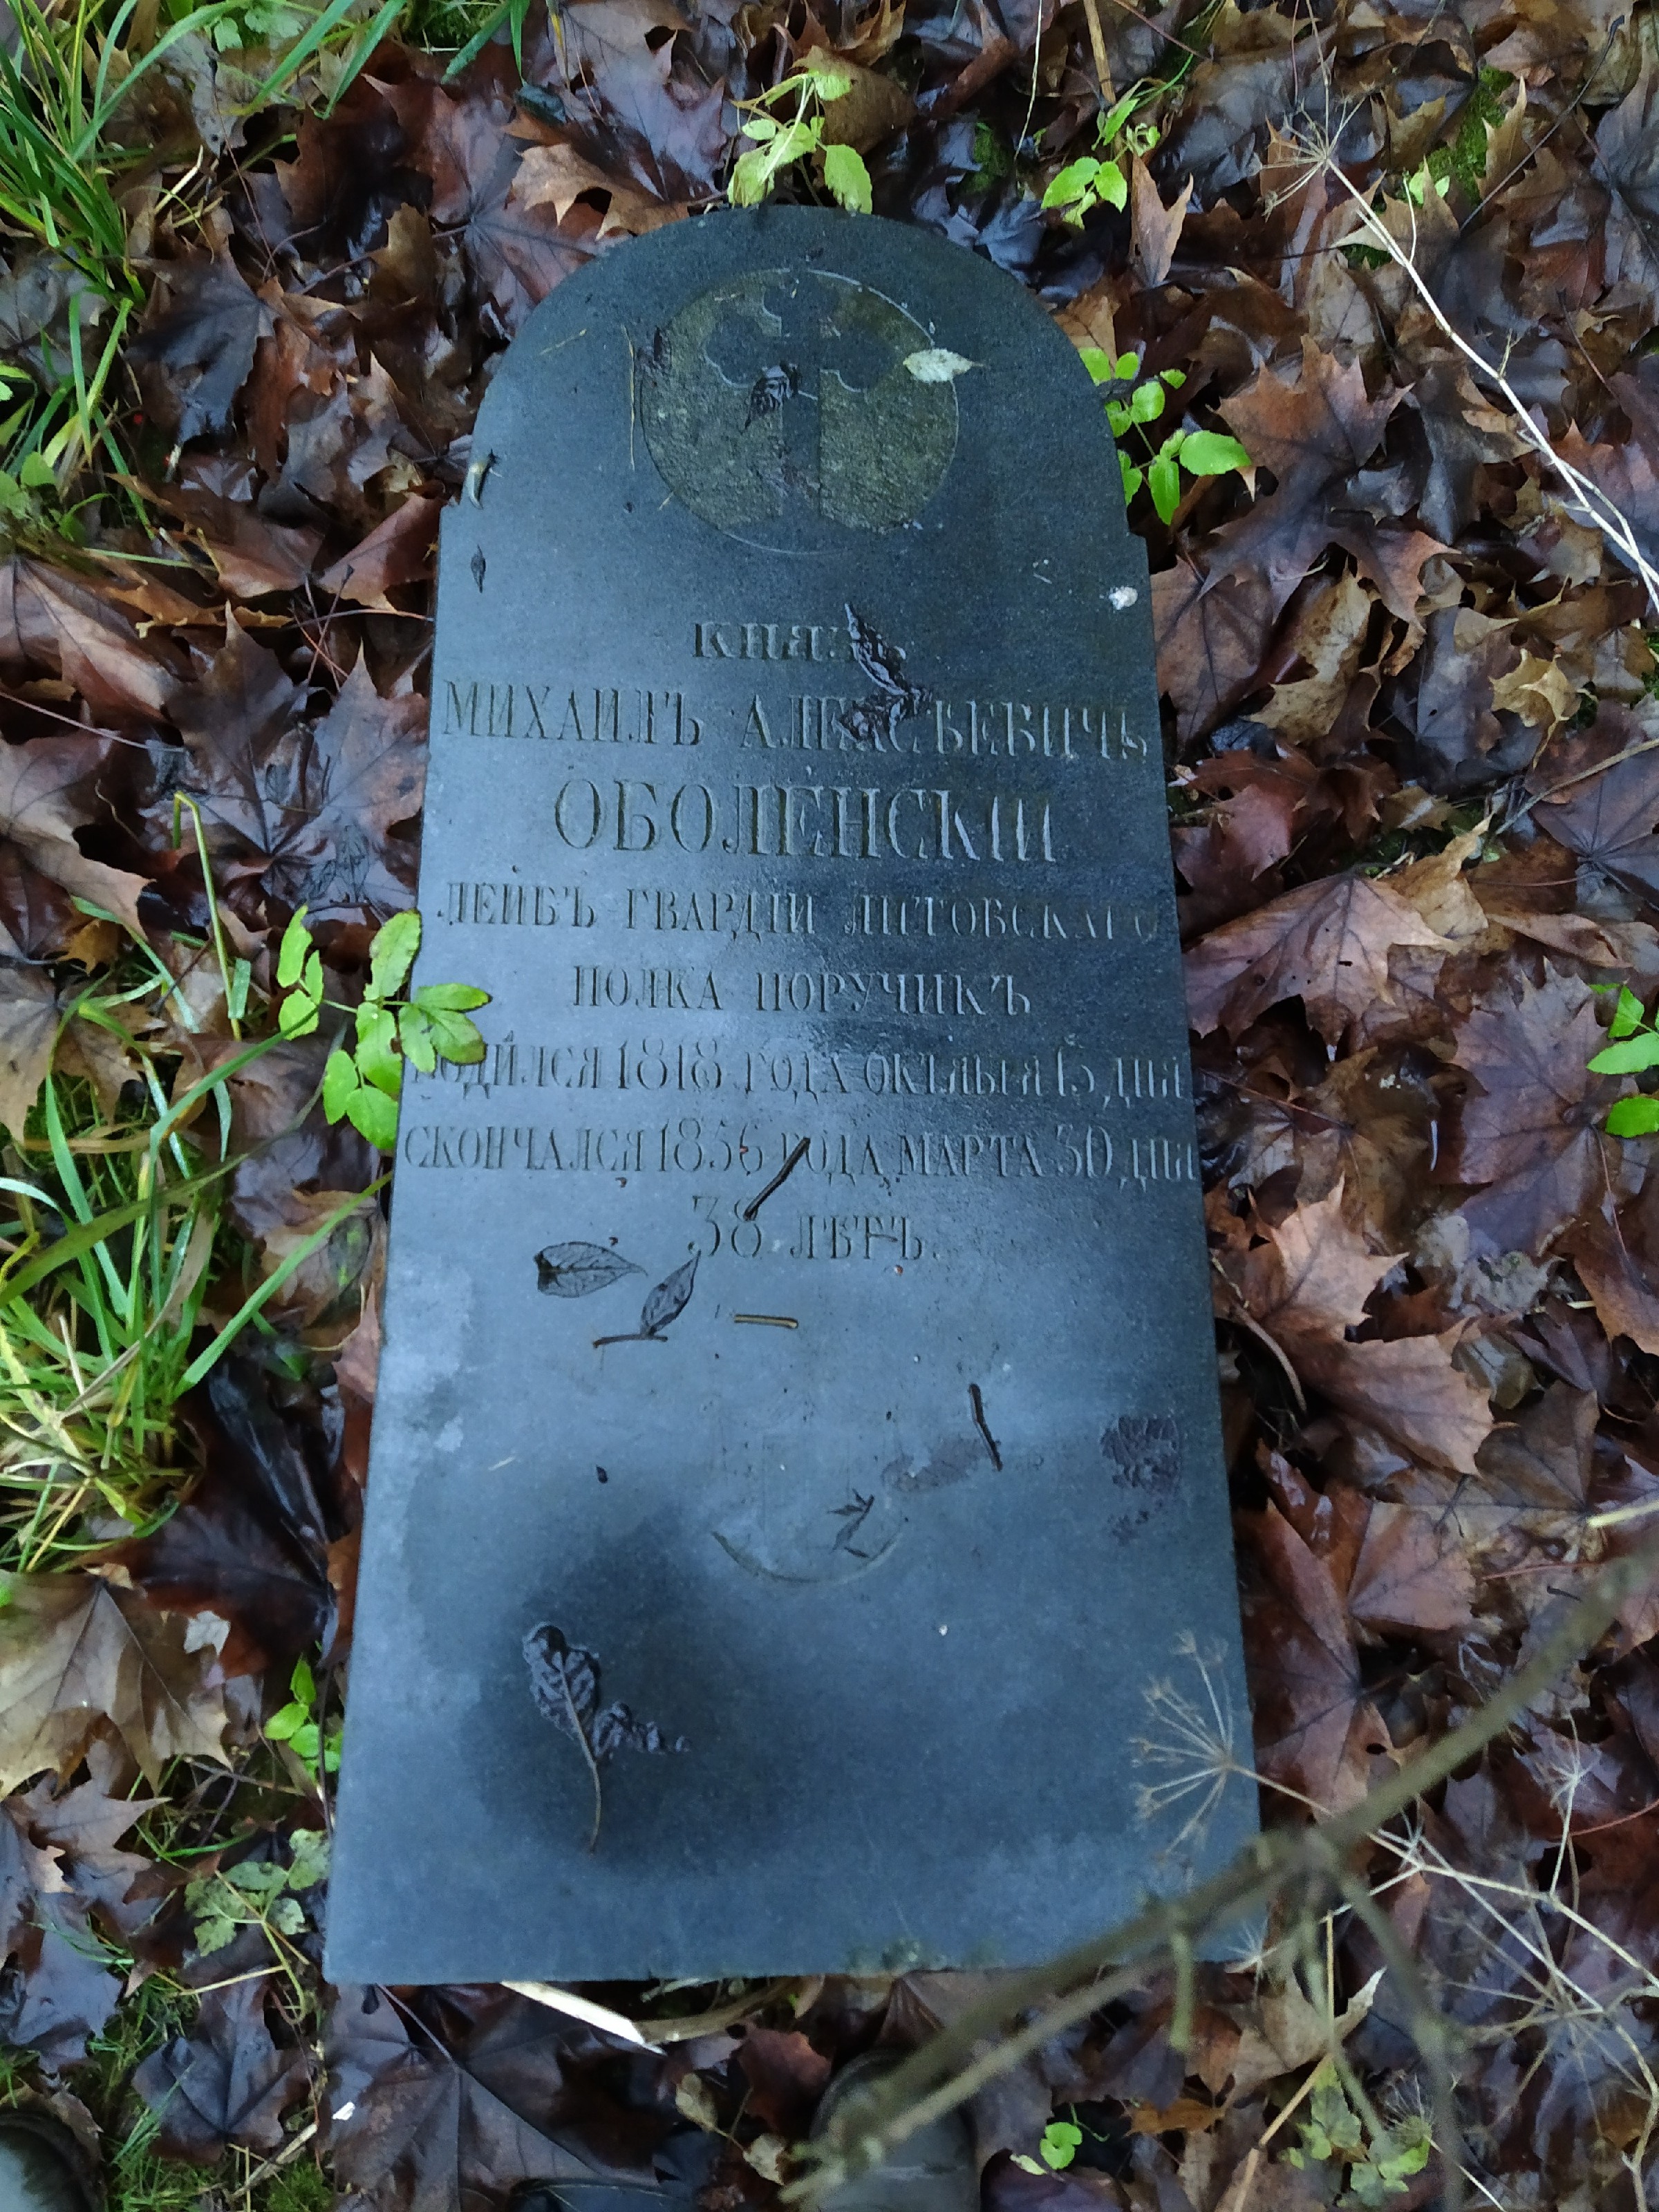 КНЯЗЬ
МИХАИЛЪ АЛЕКСѢЕВИЧЬ
ОБОЛЕНСКІЙ
ЛЕЙБЪ ГВАРДІИ ЛИТОВСКАГО
ПОЛКА ПОРУЧИКЪ
РОДИЛСЯ 1818 ГОДА ОКТЯБРЯ 15 ДНЯ
СКОНЧАЛСЯ 1856 ГОДА МАРТА 30 ДНЯ
38 ЛѢТЪ.